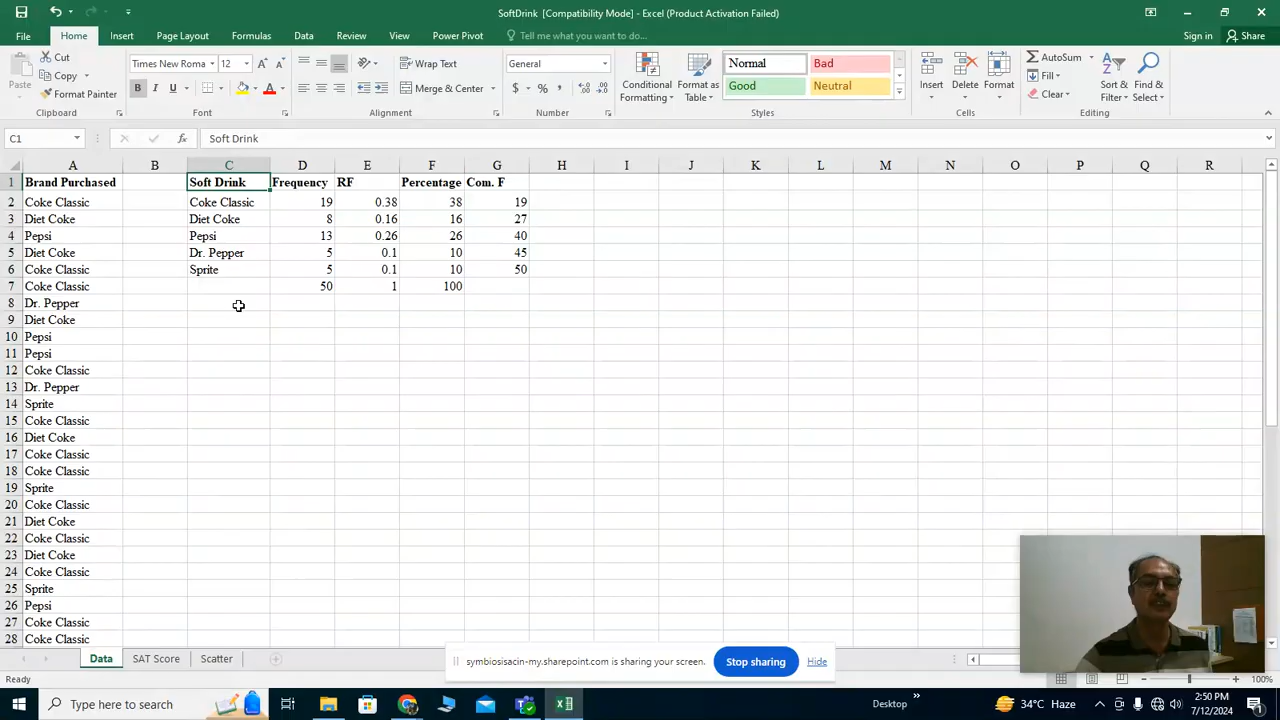 SoftDrink [Compatibility Mode] - Excel (Product Activation Failed)
File Home Insert Page Layout Formulas Data Review View Power Pivot Tell me what you want to do... Sign in Share
Cut
Copy
Format Painter
Paste
Clipboard
Times New Roma 12
Font
Wrap Text
Merge & Center
Alignment
General
Number
Conditional Formatting
Format as Table
Normal Bad
Good Neutral
Styles
Insert Delete Format
Cells
AutoSum
Fill
Clear
Sort & Filter
Find & Select
Editing
C1 Soft Drink
A B C D E F G H I J K L M N O P Q R
1 Brand Purchased Soft Drink Frequency RF Percentage Com. F
2 Coke Classic Coke Classic 19 0.38 38 19
3 Diet Coke Diet Coke 8 0.16 16 27
4 Pepsi Pepsi 13 0.26 26 40
5 Diet Coke Dr. Pepper 5 0.1 10 45
6 Coke Classic Sprite 5 0.1 10 50
7 Coke Classic 50 1 100
8 Dr. Pepper
9 Diet Coke
10 Pepsi
11 Pepsi
12 Coke Classic
13 Dr. Pepper
14 Sprite
15 Coke Classic
16 Diet Coke
17 Coke Classic
18 Coke Classic
19 Sprite
20 Coke Classic
21 Diet Coke
22 Coke Classic
23 Diet Coke
24 Coke Classic
25 Sprite
26 Pepsi
27 Coke Classic
28 Coke Classic
Data SAT Score Scatter
symbiosisacin-my.sharepoint.com is sharing your screen. Stop sharing Hide
Ready 100%
Type here to search Desktop 34°C Haze 2:50 PM
7/12/2024